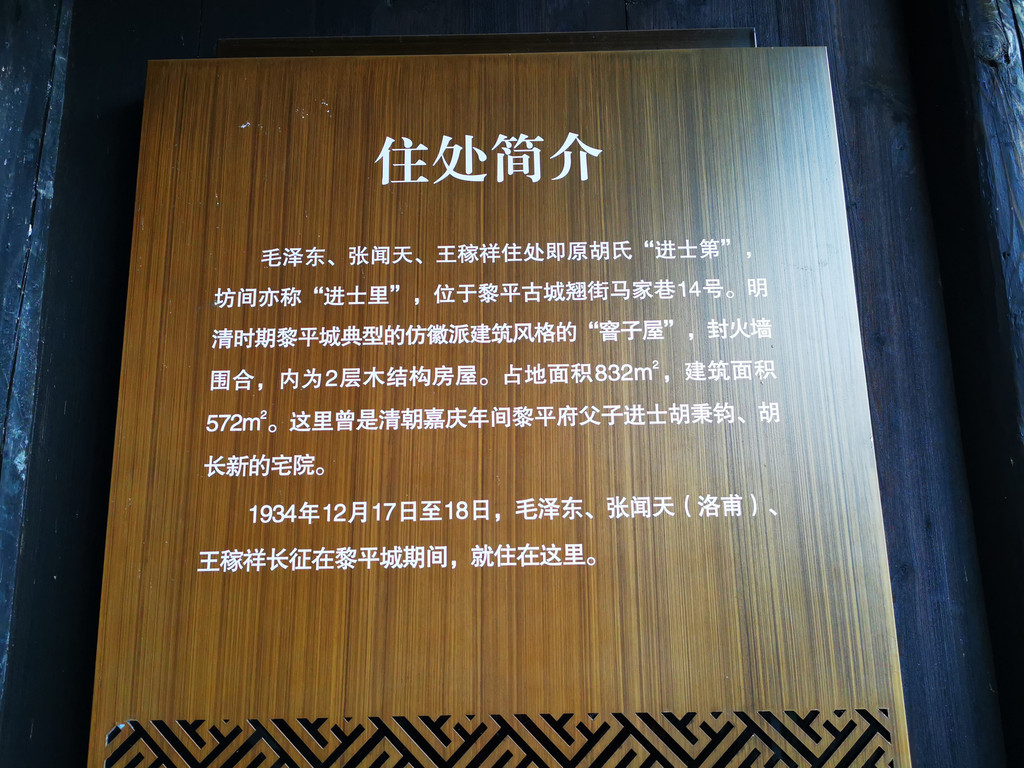 住处简介
毛泽东、张闻天、王稼祥住处即原胡氏“进士第”，
坊间亦称“进士里”，位于黎平古城翘街马家巷14号。明
清时期黎平城典型的仿徽派建筑风格的“窨子屋”，封火墙
围合，内为2层木结构房屋。占地面积832m²，建筑面积
572m²。这里曾是清朝嘉庆年间黎平府父子进士胡秉钧、胡
长新的宅院。
1934年12月17日至18日，毛泽东、张闻天（洛甫）、
王稼祥长征在黎平城期间，就住在这里。